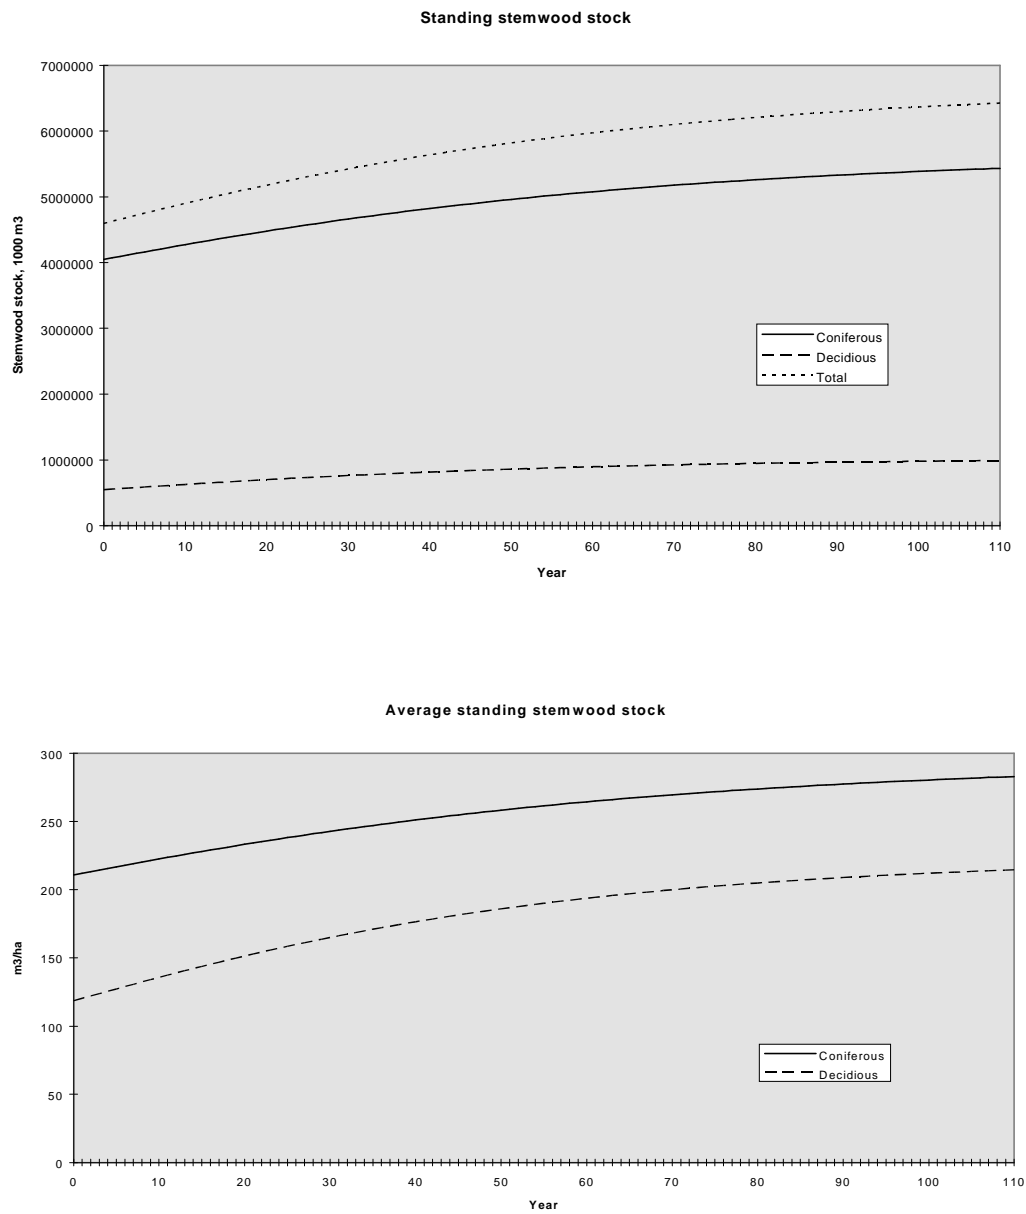 Standing stemwood stock
7000000
6000000
5000000
4000000
3000000
2000000
1000000
0
Stemwood stock, 1000 m3
Coniferous
Decidious
Total
0 10 20 30 40 50 60 70 80 90 100 110
Year
Average standing stemwood stock
300
250
200
150
100
50
0
m3/ha
Coniferous
Decidious
0 10 20 30 40 50 60 70 80 90 100 110
Year